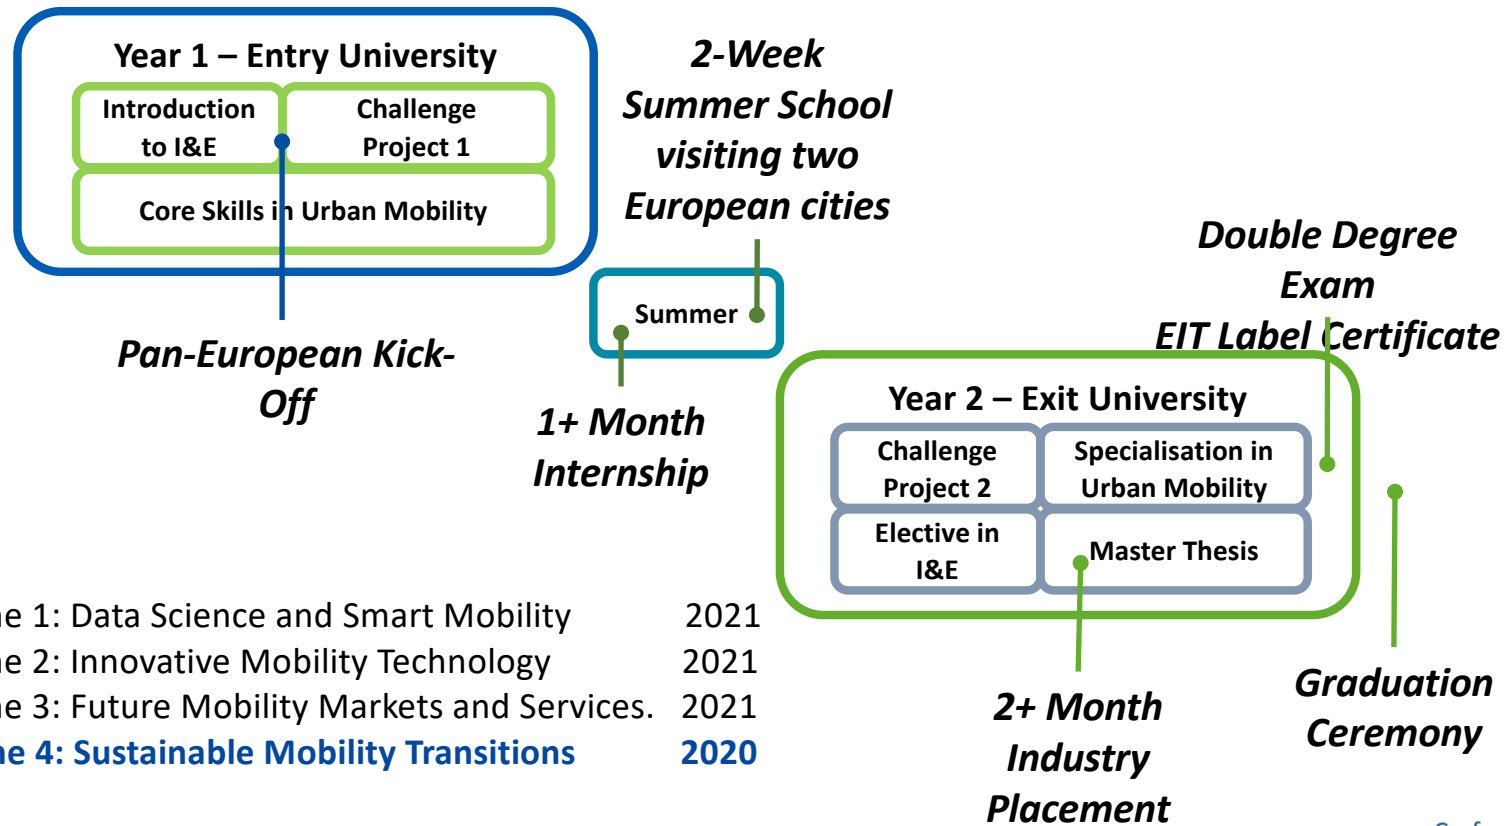 Year 1 – Entry University
Introduction
to I&E
Challenge
Project 1
Core Skills in Urban Mobility
Pan-European Kick-
Off
2-Week
Summer School
visiting two
European cities
Summer
1+ Month
Internship
Double Degree
Exam
EIT Label Certificate
Year 2 – Exit University
Challenge
Project 2
Specialisation in
Urban Mobility
Elective in
I&E
Master Thesis
2+ Month
Industry
Placement
Graduation
Ceremony
ne 1: Data Science and Smart Mobility 2021
ne 2: Innovative Mobility Technology 2021
ne 3: Future Mobility Markets and Services. 2021
ne 4: Sustainable Mobility Transitions 2020